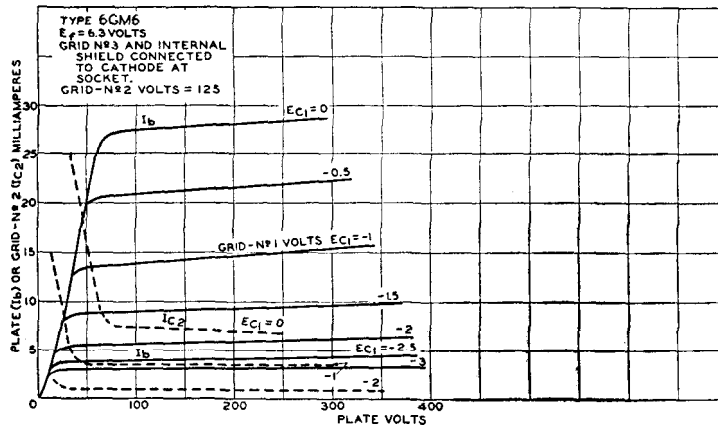 TYPE 6GM6
Ef = 6.3 VOLTS
GRID Nº3 AND INTERNAL
SHIELD CONNECTED
TO CATHODE AT
SOCKET.
GRID-Nº2 VOLTS = 125
PLATE (Ib) OR GRID-Nº 2 (IC2) MILLIAMPERES
30
25
20
15
10
5
0
Ib
EC1 = 0
-0.5
GRID-Nº1 VOLTS EC1 = -1
-1.5
IC2
EC1 = 0
-2
Ib
EC1 = -2.5
-3
-1
-2
100
200
300
400
PLATE VOLTS